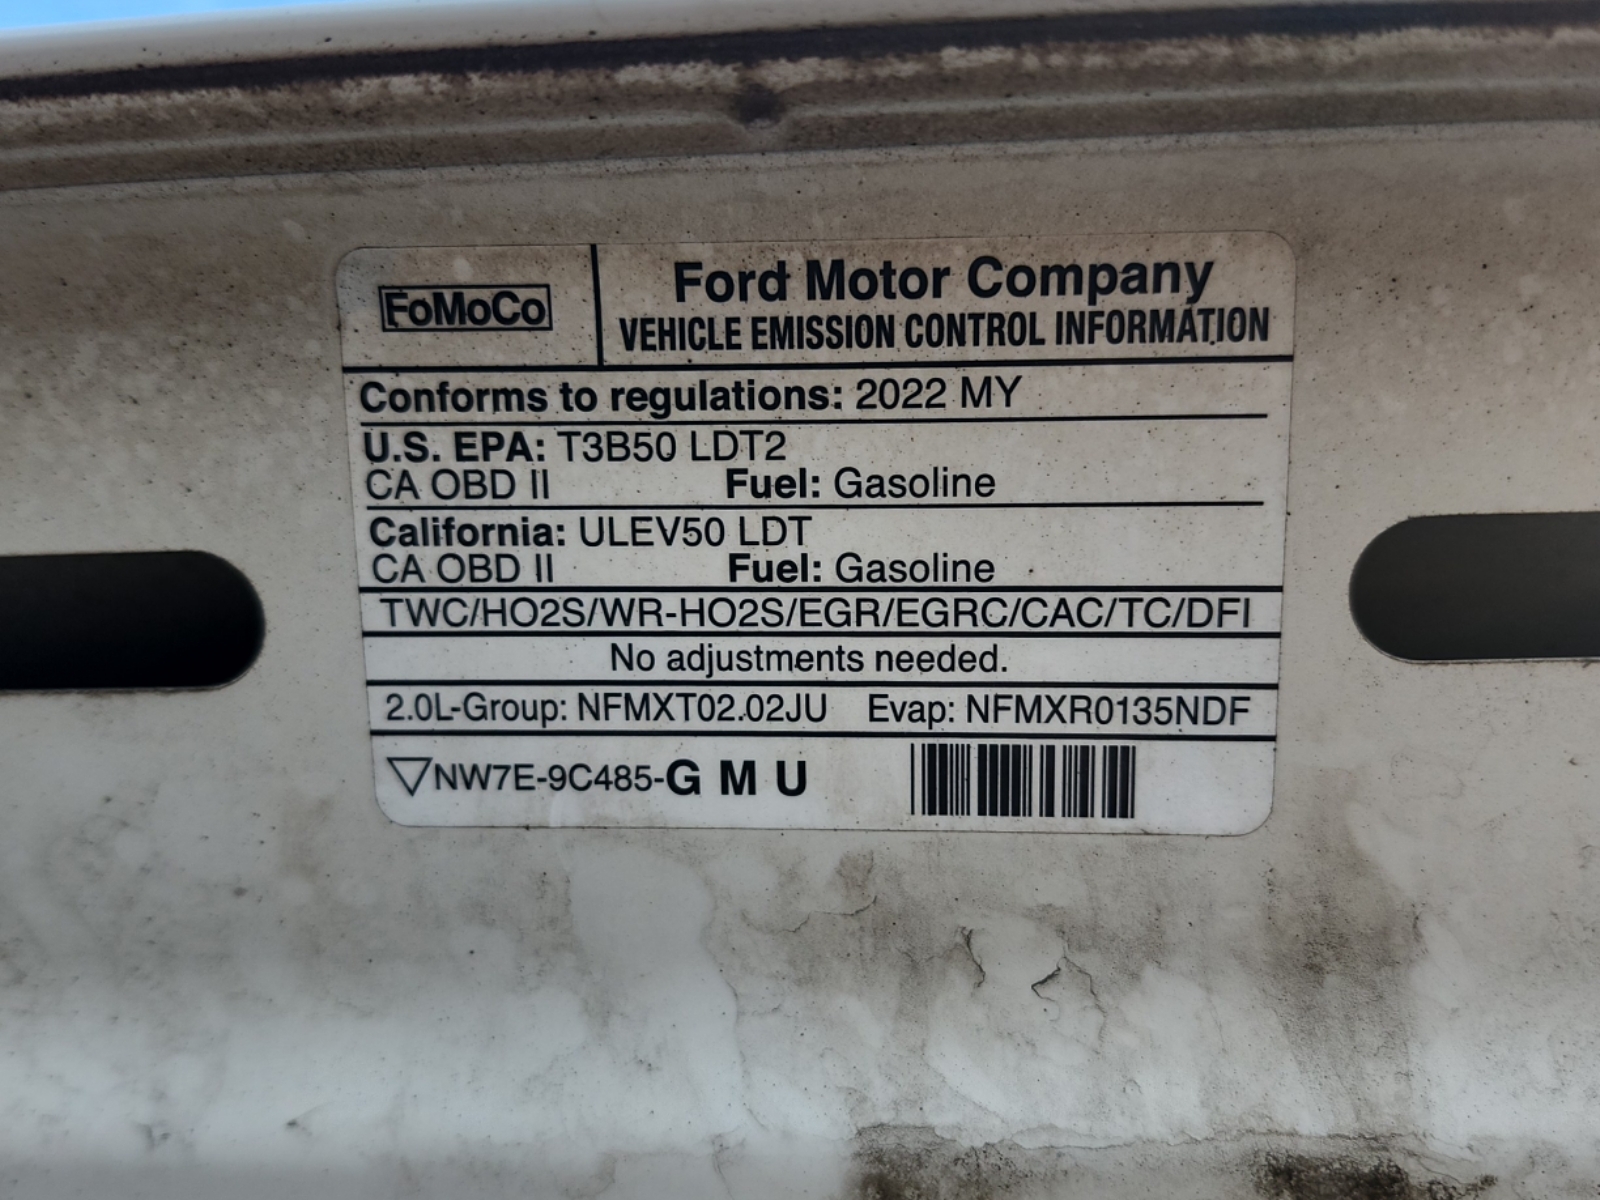 FoMoCo
Ford Motor Company
VEHICLE EMISSION CONTROL INFORMATION
Conforms to regulations: 2022 MY
U.S. EPA: T3B50 LDT2
CA OBD II Fuel: Gasoline
California: ULEV50 LDT
CA OBD II Fuel: Gasoline
TWC/HO2S/WR-HO2S/EGR/EGRC/CAC/TC/DFI
No adjustments needed.
2.0L-Group: NFMXT02.02JU Evap: NFMXR0135NDF
▽NW7E-9C485-G M U